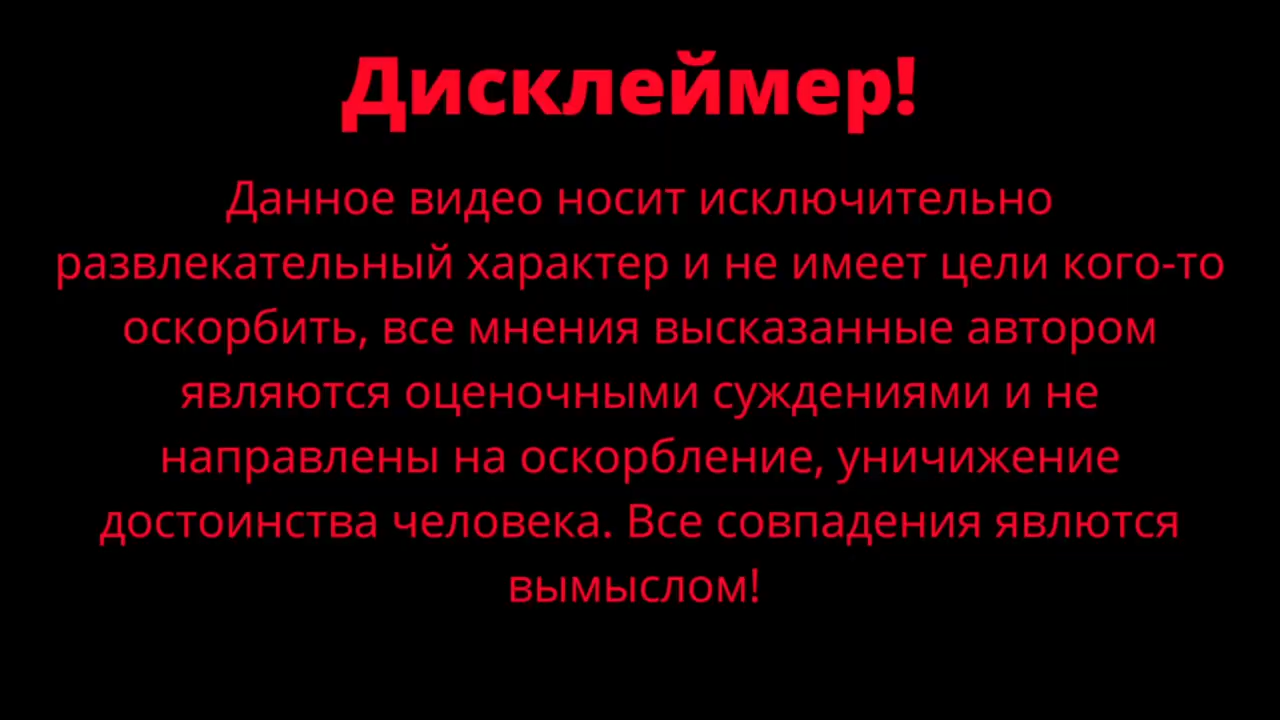 Дисклеймер!
Данное видео носит исключительно
развлекательный характер и не имеет цели кого-то
оскорбить, все мнения высказанные автором
являются оценочными суждениями и не
направлены на оскорбление, уничижение
достоинства человека. Все совпадения явлются
вымыслом!